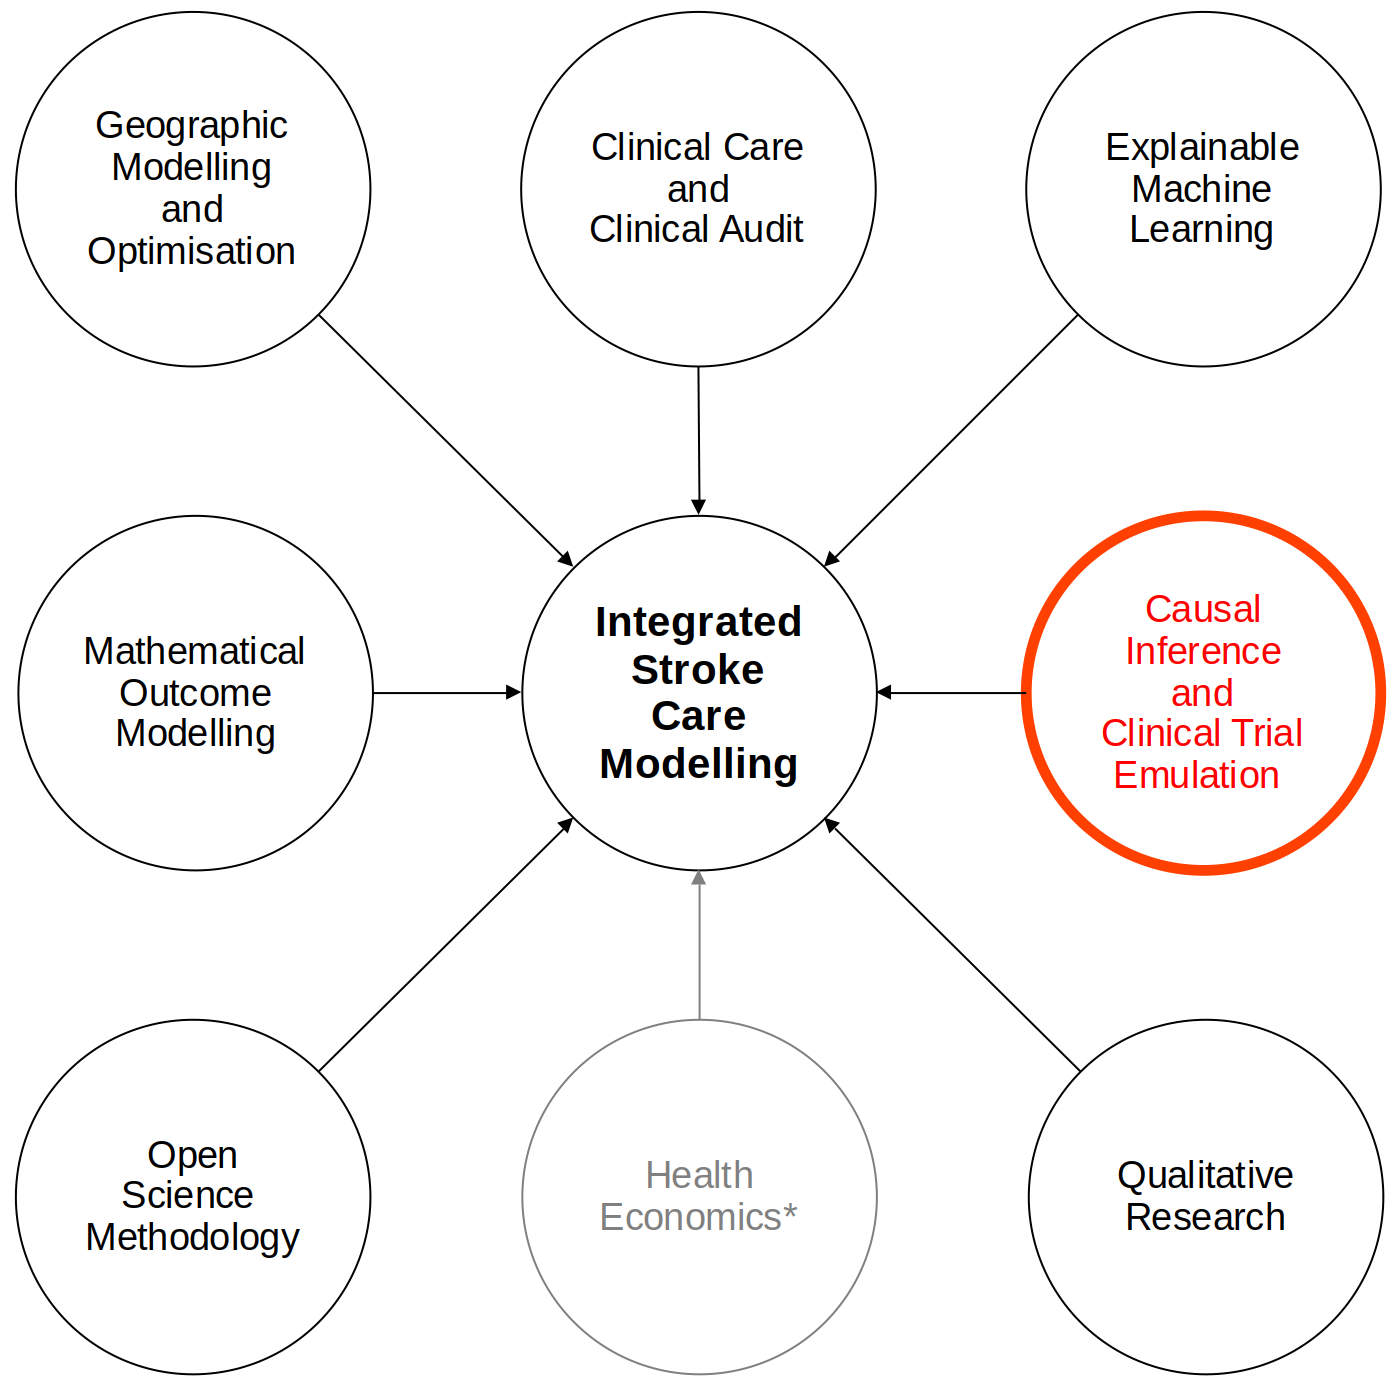 Geographic
Modelling
and
Optimisation
Clinical Care
and
Clinical Audit
Explainable
Machine
Learning
Mathematical
Outcome
Modelling
Integrated
Stroke
Care
Modelling
Causal
Inference
and
Clinical Trial
Emulation
Open
Science
Methodology
Health
Economics*
Qualitative
Research